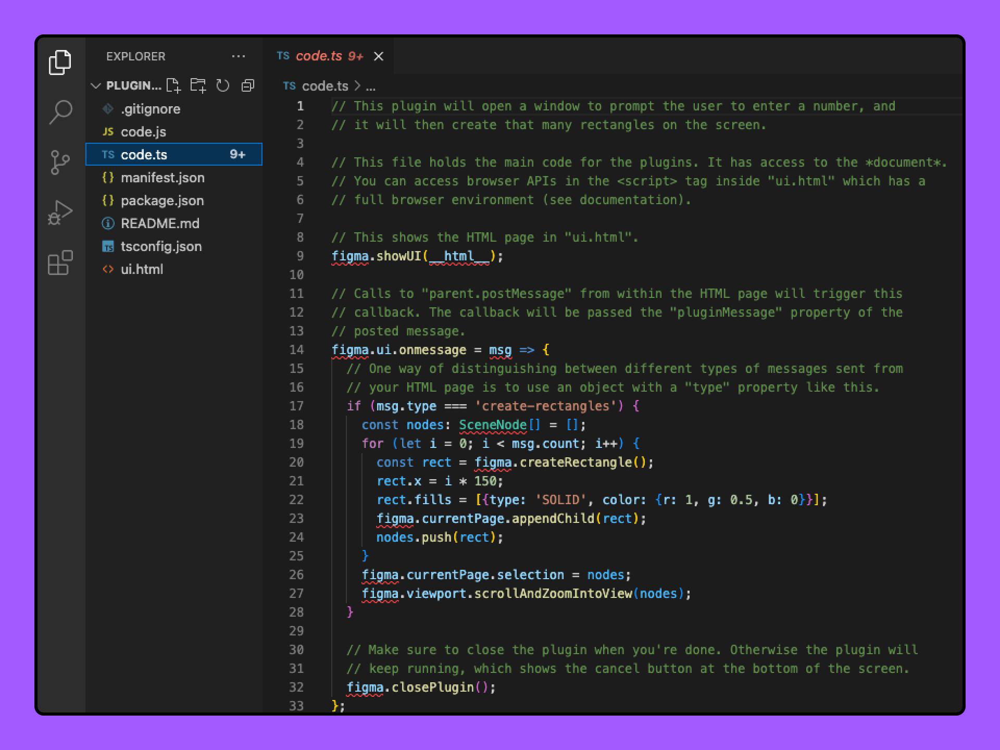 EXPLORER ...
PLUGIN...
.gitignore
JS code.js
TS code.ts 9+
{} manifest.json
{} package.json
README.md
TS tsconfig.json
<> ui.html
TS code.ts 9+
TS code.ts > ...
1 // This plugin will open a window to prompt the user to enter a number, and
2 // it will then create that many rectangles on the screen.
3
4 // This file holds the main code for the plugins. It has access to the *document*.
5 // You can access browser APIs in the <script> tag inside "ui.html" which has a
6 // full browser environment (see documentation).
7
8 // This shows the HTML page in "ui.html".
9 figma.showUI(__html__);
10
11 // Calls to "parent.postMessage" from within the HTML page will trigger this
12 // callback. The callback will be passed the "pluginMessage" property of the
13 // posted message.
14 figma.ui.onmessage = msg => {
15   // One way of distinguishing between different types of messages sent from
16   // your HTML page is to use an object with a "type" property like this.
17   if (msg.type === 'create-rectangles') {
18     const nodes: SceneNode[] = [];
19     for (let i = 0; i < msg.count; i++) {
20       const rect = figma.createRectangle();
21       rect.x = i * 150;
22       rect.fills = [{type: 'SOLID', color: {r: 1, g: 0.5, b: 0}}];
23       figma.currentPage.appendChild(rect);
24       nodes.push(rect);
25     }
26     figma.currentPage.selection = nodes;
27     figma.viewport.scrollAndZoomIntoView(nodes);
28   }
29
30   // Make sure to close the plugin when you're done. Otherwise the plugin will
31   // keep running, which shows the cancel button at the bottom of the screen.
32   figma.closePlugin();
33 };